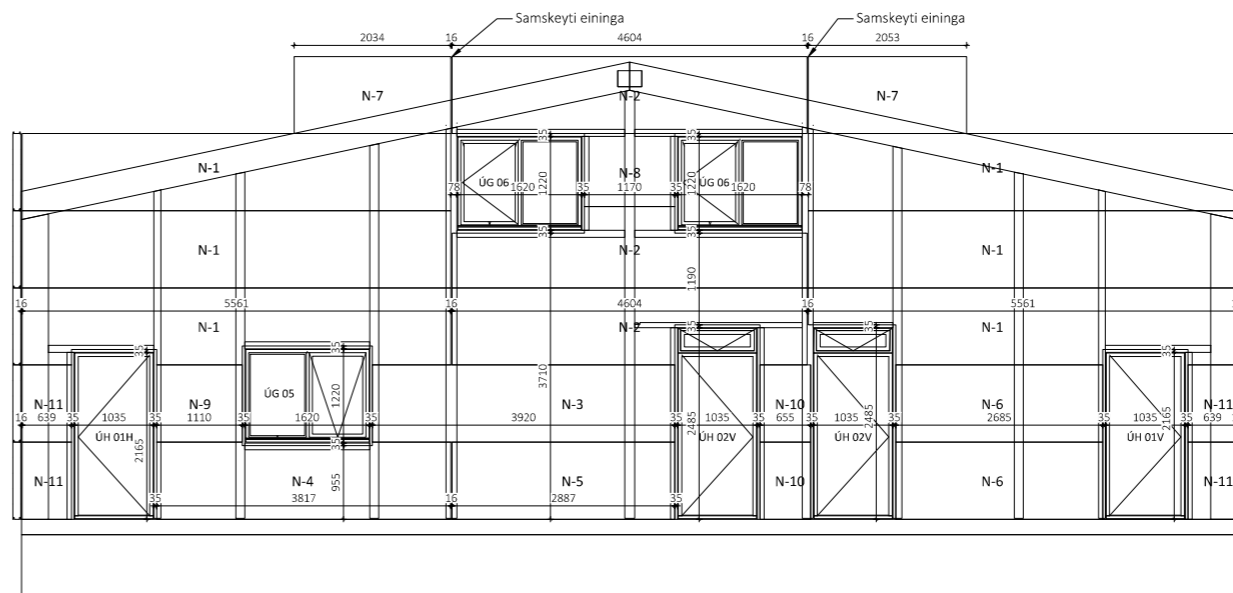 Samskeyti eininga Samskeyti eininga
2034 16 4604 16 2053
N-7 N-2 N-7
35 35
N-1 N-8 N-1
ÚG 06 1220 ÚG 06 1220
78 1620 35 1170 35 1620 78
35 35
N-1 N-2 N-1
1190
16 5561 16 4604 16 5561
N-1 N-2 N-1
35 35
35 35 35
ÚG 05 1220 3710
N-11 N-9 N-3 N-10 N-6 N-11
16 639 35 1035 35 1110 35 1620 35 3920 35 1035 35 655 35 1035 35 2685 35 1035 35 639
2485 2485 2165
ÚH 01H 2165 35 ÚH 02V ÚH 02V ÚH 01V
N-11 N-4 955 N-5 N-10 N-6 N-11
35 3817 16 2887 35